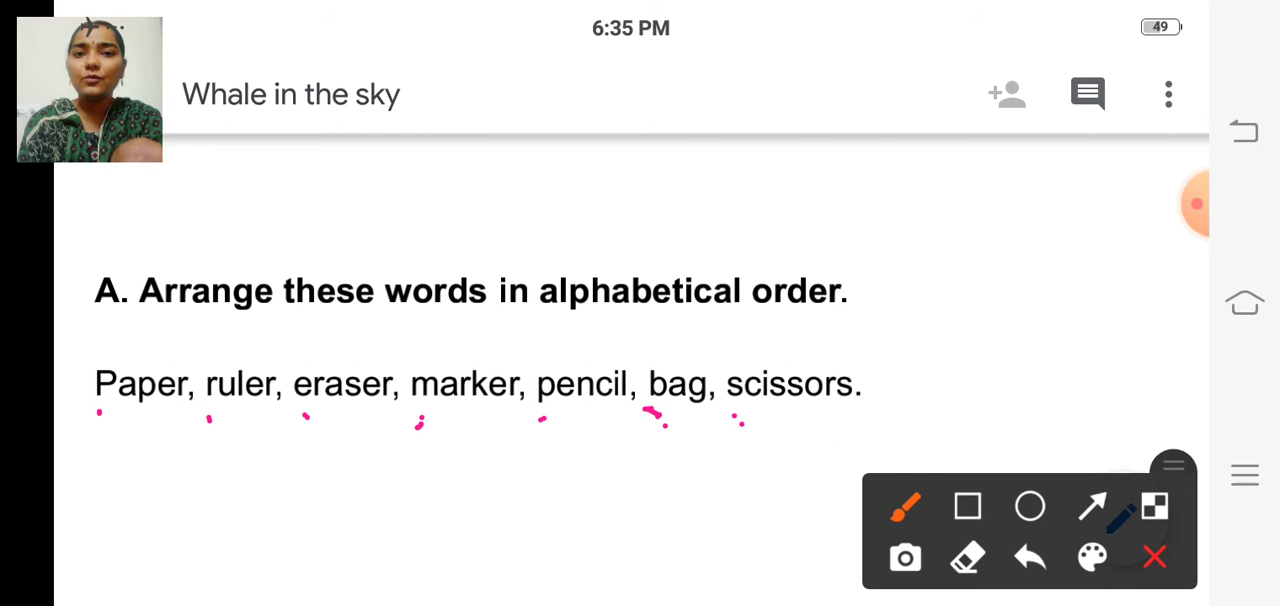 6:35 PM
49
Whale in the sky
A. Arrange these words in alphabetical order.
Paper, ruler, eraser, marker, pencil, bag, scissors.